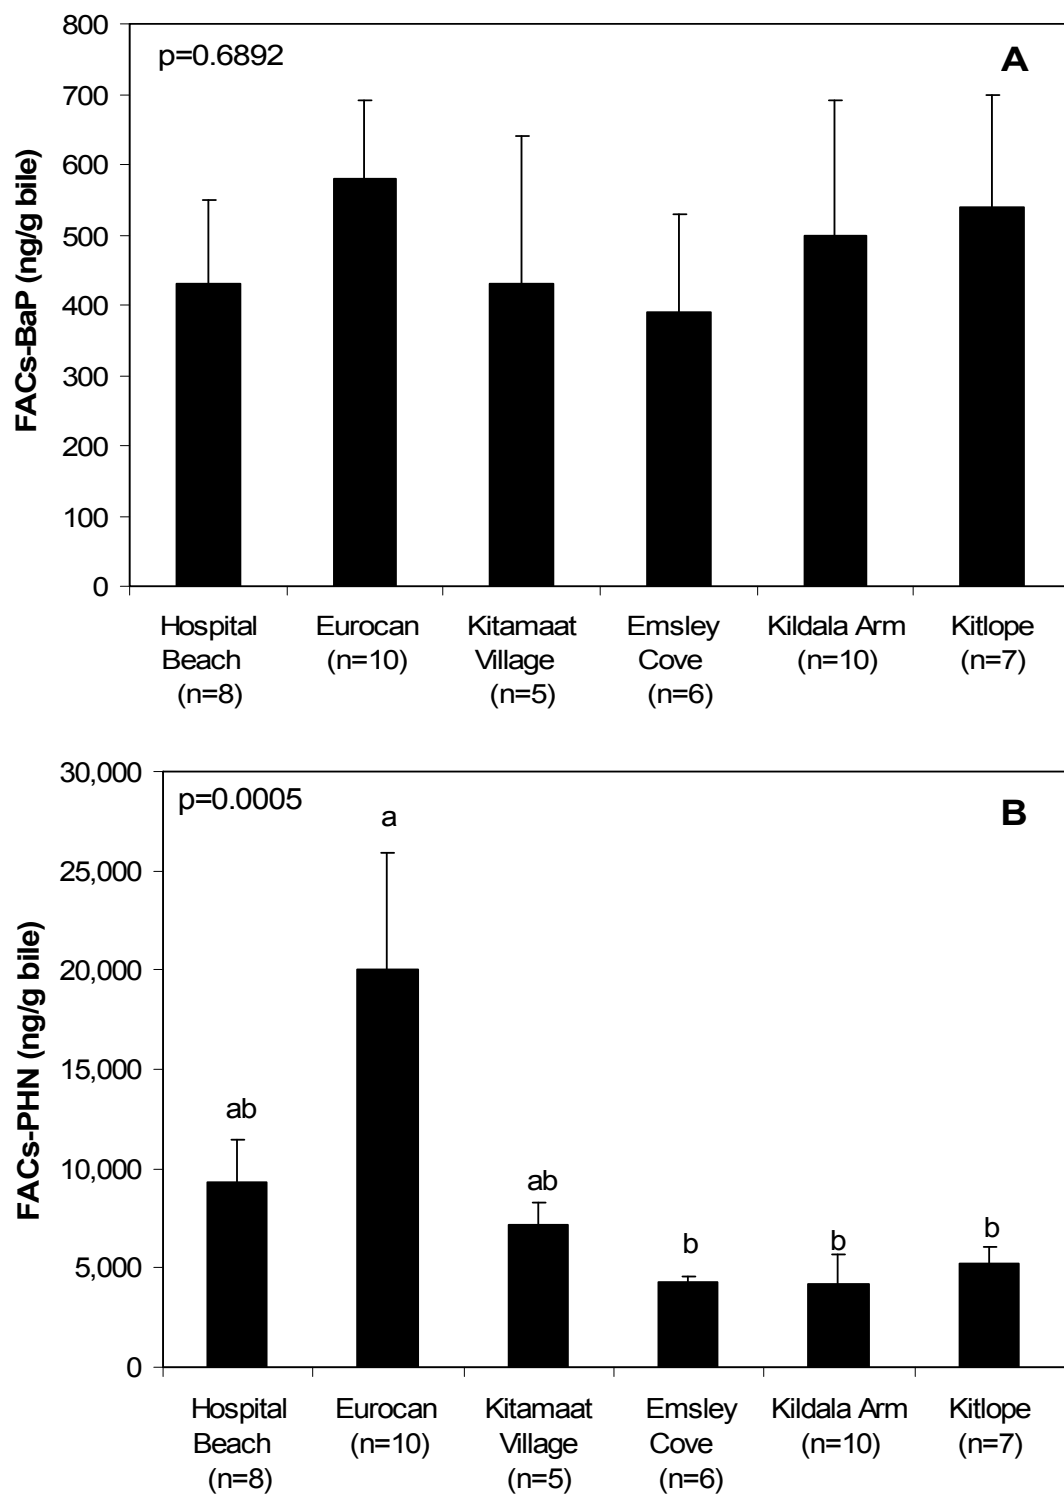 800
p=0.6892
A
700
600
500
400
300
200
100
0
FACs-BaP (ng/g bile)
Hospital Beach (n=8)
Eurocan (n=10)
Kitamaat Village (n=5)
Emsley Cove (n=6)
Kildala Arm (n=10)
Kitlope (n=7)
30,000
p=0.0005
B
a
25,000
20,000
15,000
ab
10,000
ab
b
b
b
5,000
0
FACs-PHN (ng/g bile)
Hospital Beach (n=8)
Eurocan (n=10)
Kitamaat Village (n=5)
Emsley Cove (n=6)
Kildala Arm (n=10)
Kitlope (n=7)